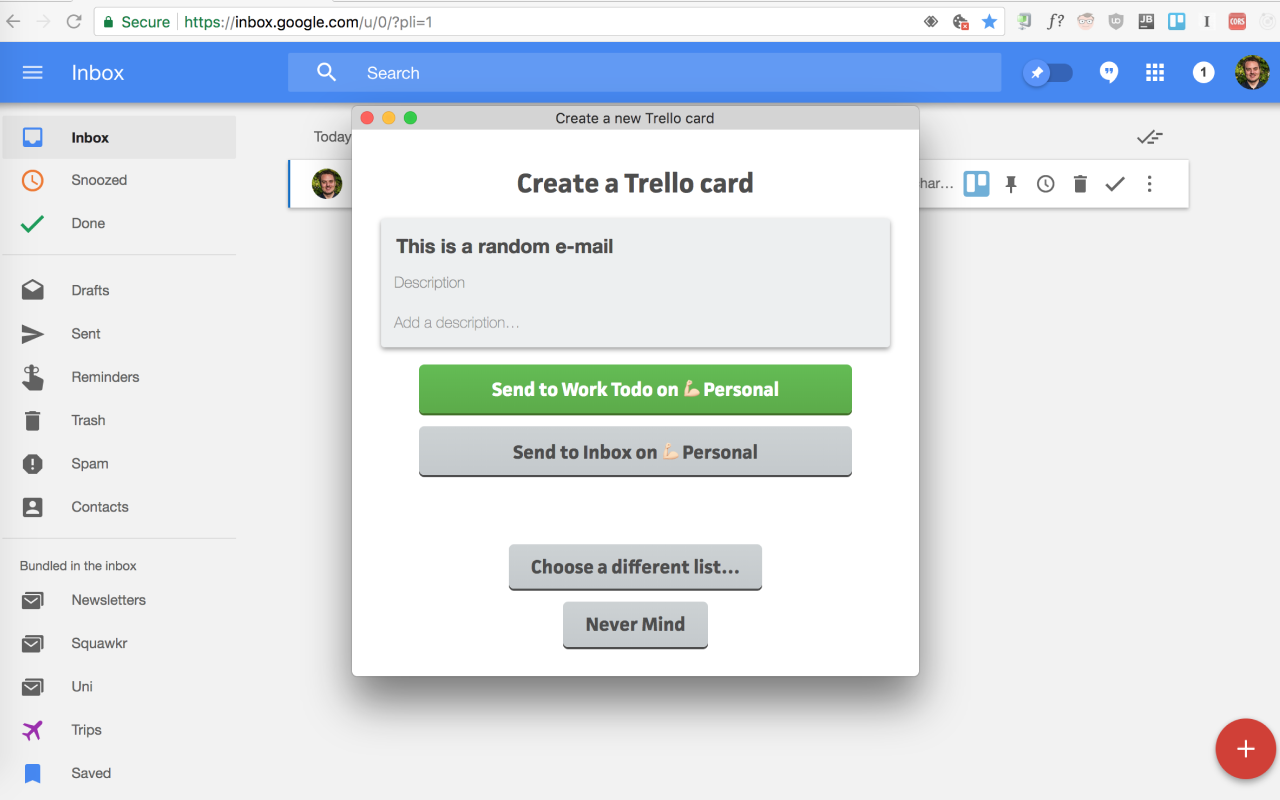 Secure https://inbox.google.com/u/0/?pli=1
f?
UD
JB
I
CORS
Inbox
Search
1
Create a new Trello card
Inbox
Today
Create a Trello card
Snoozed
har...
Done
This is a random e-mail
Description
Drafts
Add a description…
Sent
Reminders
Send to Work Todo on 💪🏻 Personal
Trash
Send to Inbox on 💪🏻 Personal
Spam
Contacts
Bundled in the inbox
Choose a different list…
Newsletters
Never Mind
Squawkr
Uni
Trips
Saved